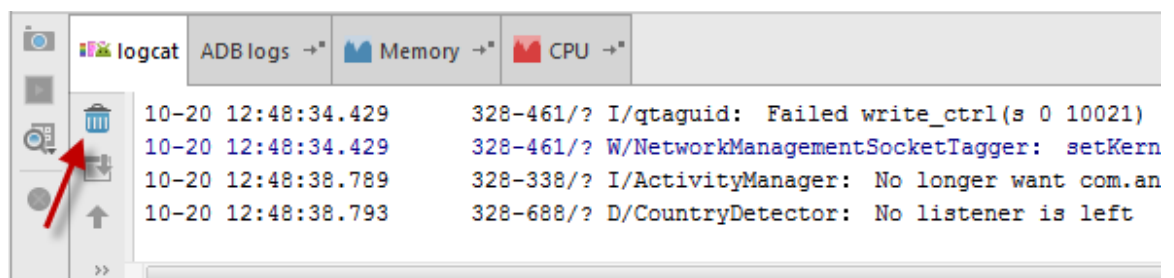 logcat ADB logs Memory CPU
10-20 12:48:34.429 328-461/? I/qtaguid: Failed write_ctrl(s 0 10021)
10-20 12:48:34.429 328-461/? W/NetworkManagementSocketTagger: setKern
10-20 12:48:38.789 328-338/? I/ActivityManager: No longer want com.an
10-20 12:48:38.793 328-688/? D/CountryDetector: No listener is left